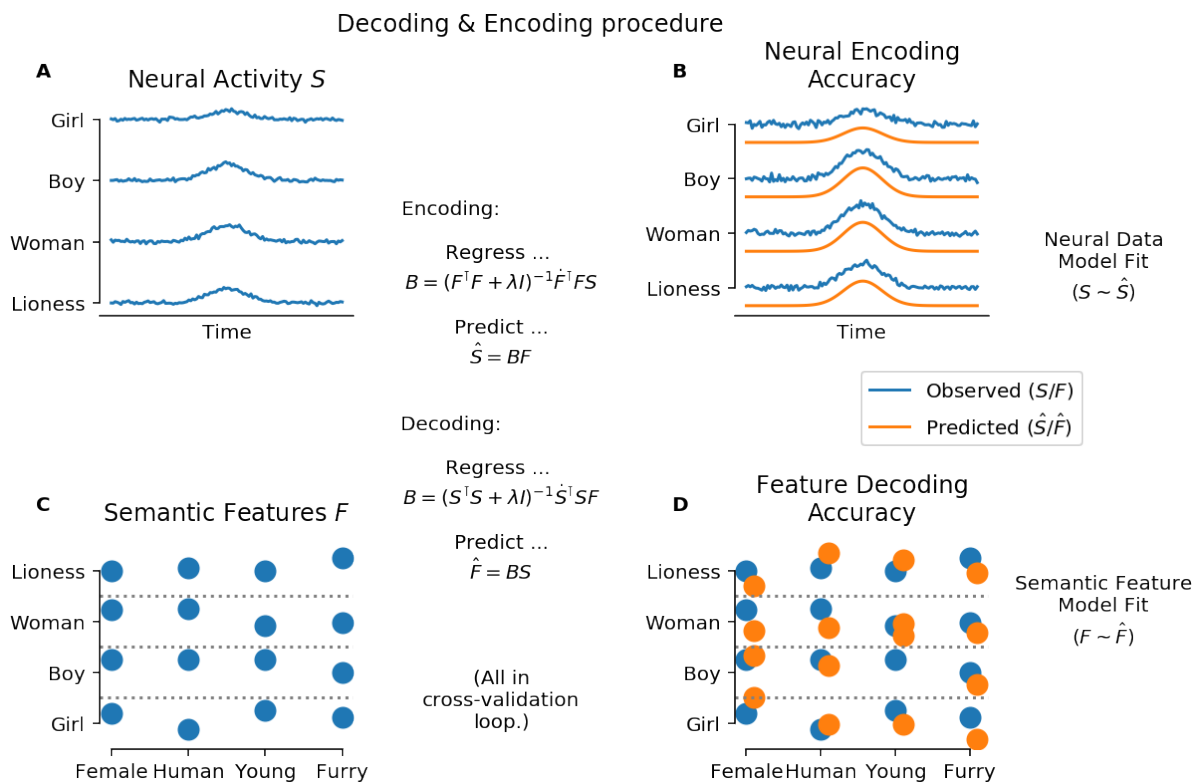 Decoding & Encoding procedure
A
Neural Activity S
Girl
Boy
Woman
Lioness
Time
Encoding:
Regress ...
B = (F⊺F + λI)⁻¹Ḟ⊺FS
Predict ...
Ŝ = BF
B
Neural Encoding
Accuracy
Girl
Boy
Woman
Lioness
Time
Neural Data
Model Fit
(S ~ Ŝ)
Observed (S/F)
Predicted (Ŝ/F̂)
Decoding:
Regress ...
B = (S⊺S + λI)⁻¹Ṡ⊺SF
Predict ...
F̂ = BS
(All in
cross-validation
loop.)
C
Semantic Features F
Lioness
Woman
Boy
Girl
Female Human Young Furry
D
Feature Decoding
Accuracy
Lioness
Woman
Boy
Girl
Female Human Young Furry
Semantic Feature
Model Fit
(F ~ F̂)